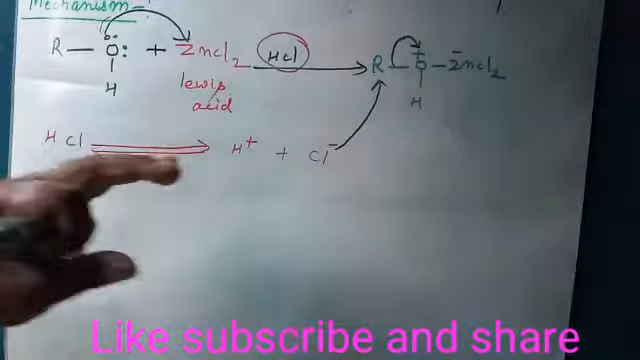 Mechanism:-
R — O: + Zncl2 HCl R — O — Zncl2
H lewis acid H
HCl H+ + Cl-
Like subscribe and share